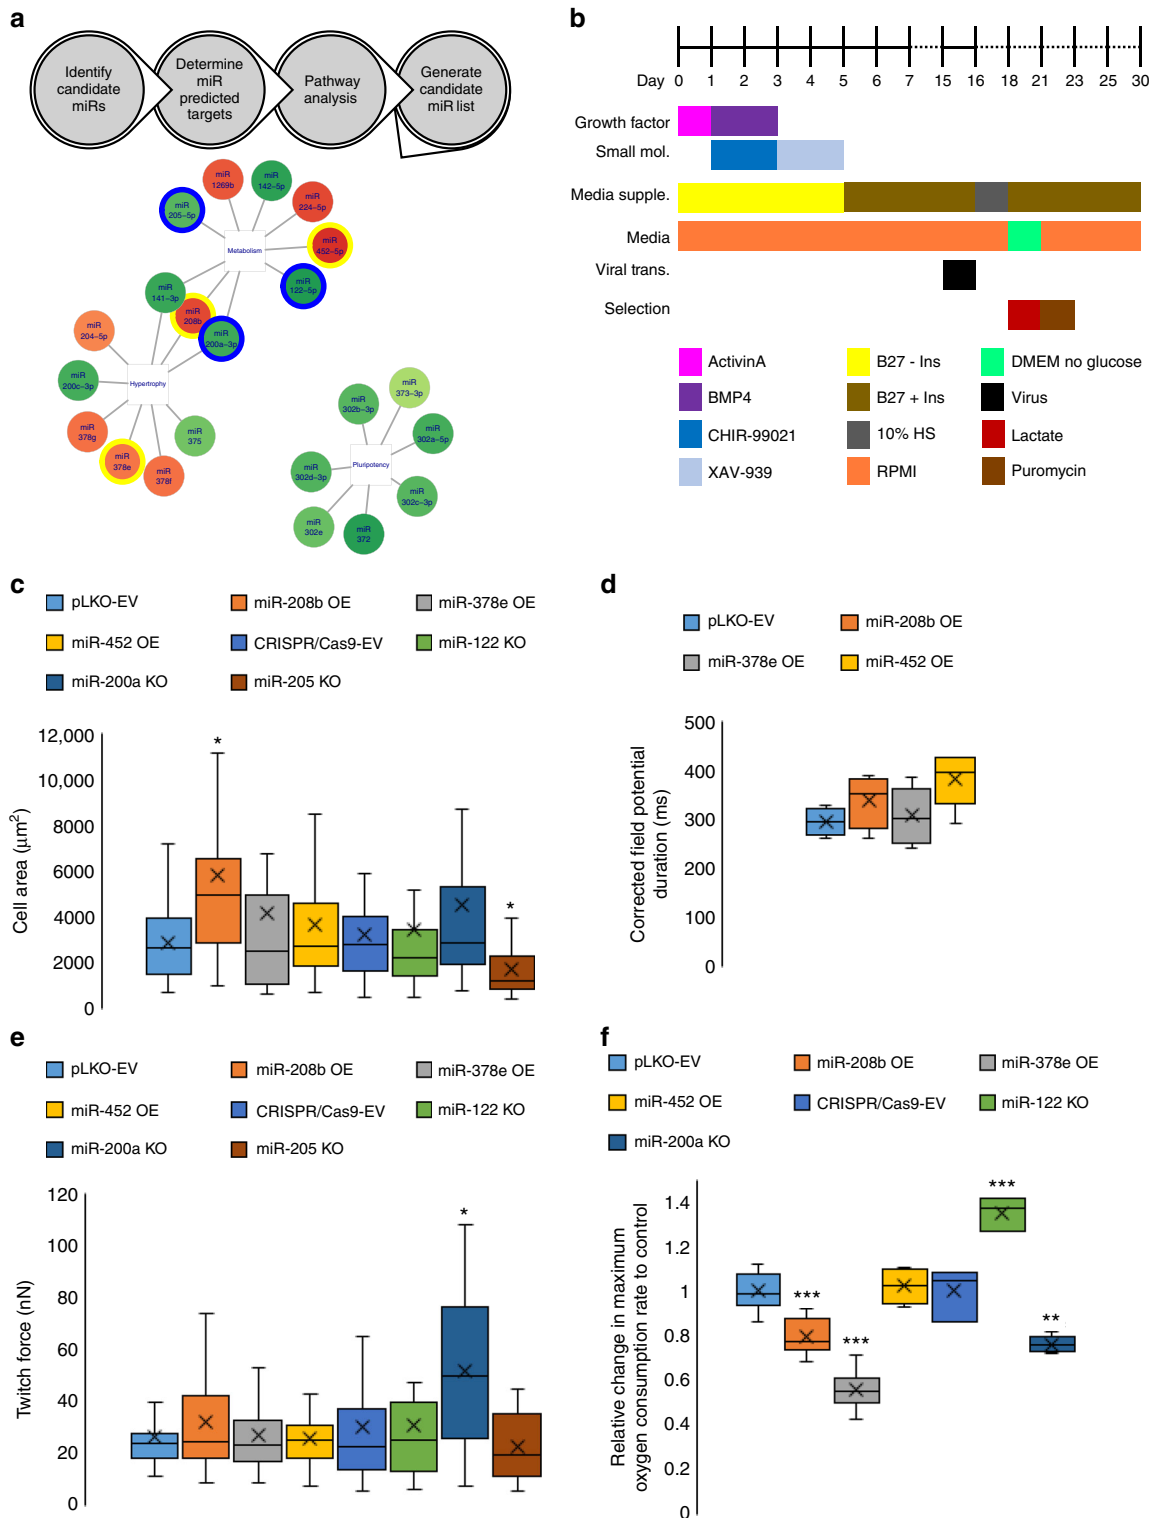 a
Identify
candidate
miRs
Determine
miR
predicted
targets
Pathway
analysis
Generate
candidate
miR list
miR
1269b
miR
142–5p
miR
205–5p
miR
224–5p
miR
452–5p
Metabolism
miR
122–5p
miR
141–3p
miR
208b
miR
200a–3p
miR
204–5p
miR
200c–3p
Hypertrophy
miR
378g
miR
375
miR
378e
miR
378f
miR
373–3p
miR
302b–3p
miR
302a–5p
Pluripotency
miR
302d–3p
miR
302c–3p
miR
302e
miR
372
b
Day 0 1 3 5 7 15 16 18 21 23 25 30
Growth factor
Small mol.
Media supple.
Media
Viral trans.
Selection
ActivinA
B27 - Ins
DMEM no glucose
BMP4
B27 + Ins
Virus
CHIR-99021
10% HS
Lactate
XAV-939
RPMI
Puromycin
c
pLKO-EV
miR-208b OE
miR-378e OE
miR-452 OE
CRISPR/Cas9-EV
miR-122 KO
miR-200a KO
miR-205 KO
Cell area (μm²)
12,000
10,000
8000
6000
4000
2000
0
*
*
d
pLKO-EV
miR-208b OE
miR-378e OE
miR-452 OE
Corrected field potential
duration (ms)
500
400
300
200
100
0
e
pLKO-EV
miR-208b OE
miR-378e OE
miR-452 OE
CRISPR/Cas9-EV
miR-122 KO
miR-200a KO
miR-205 KO
Twitch force (nN)
120
100
80
60
40
20
0
*
f
pLKO-EV
miR-208b OE
miR-378e OE
miR-452 OE
CRISPR/Cas9-EV
miR-122 KO
miR-200a KO
Relative change in maximum
oxygen consumption rate to control
1.4
1.2
1
0.8
0.6
0.4
0.2
0
***
***
***
**